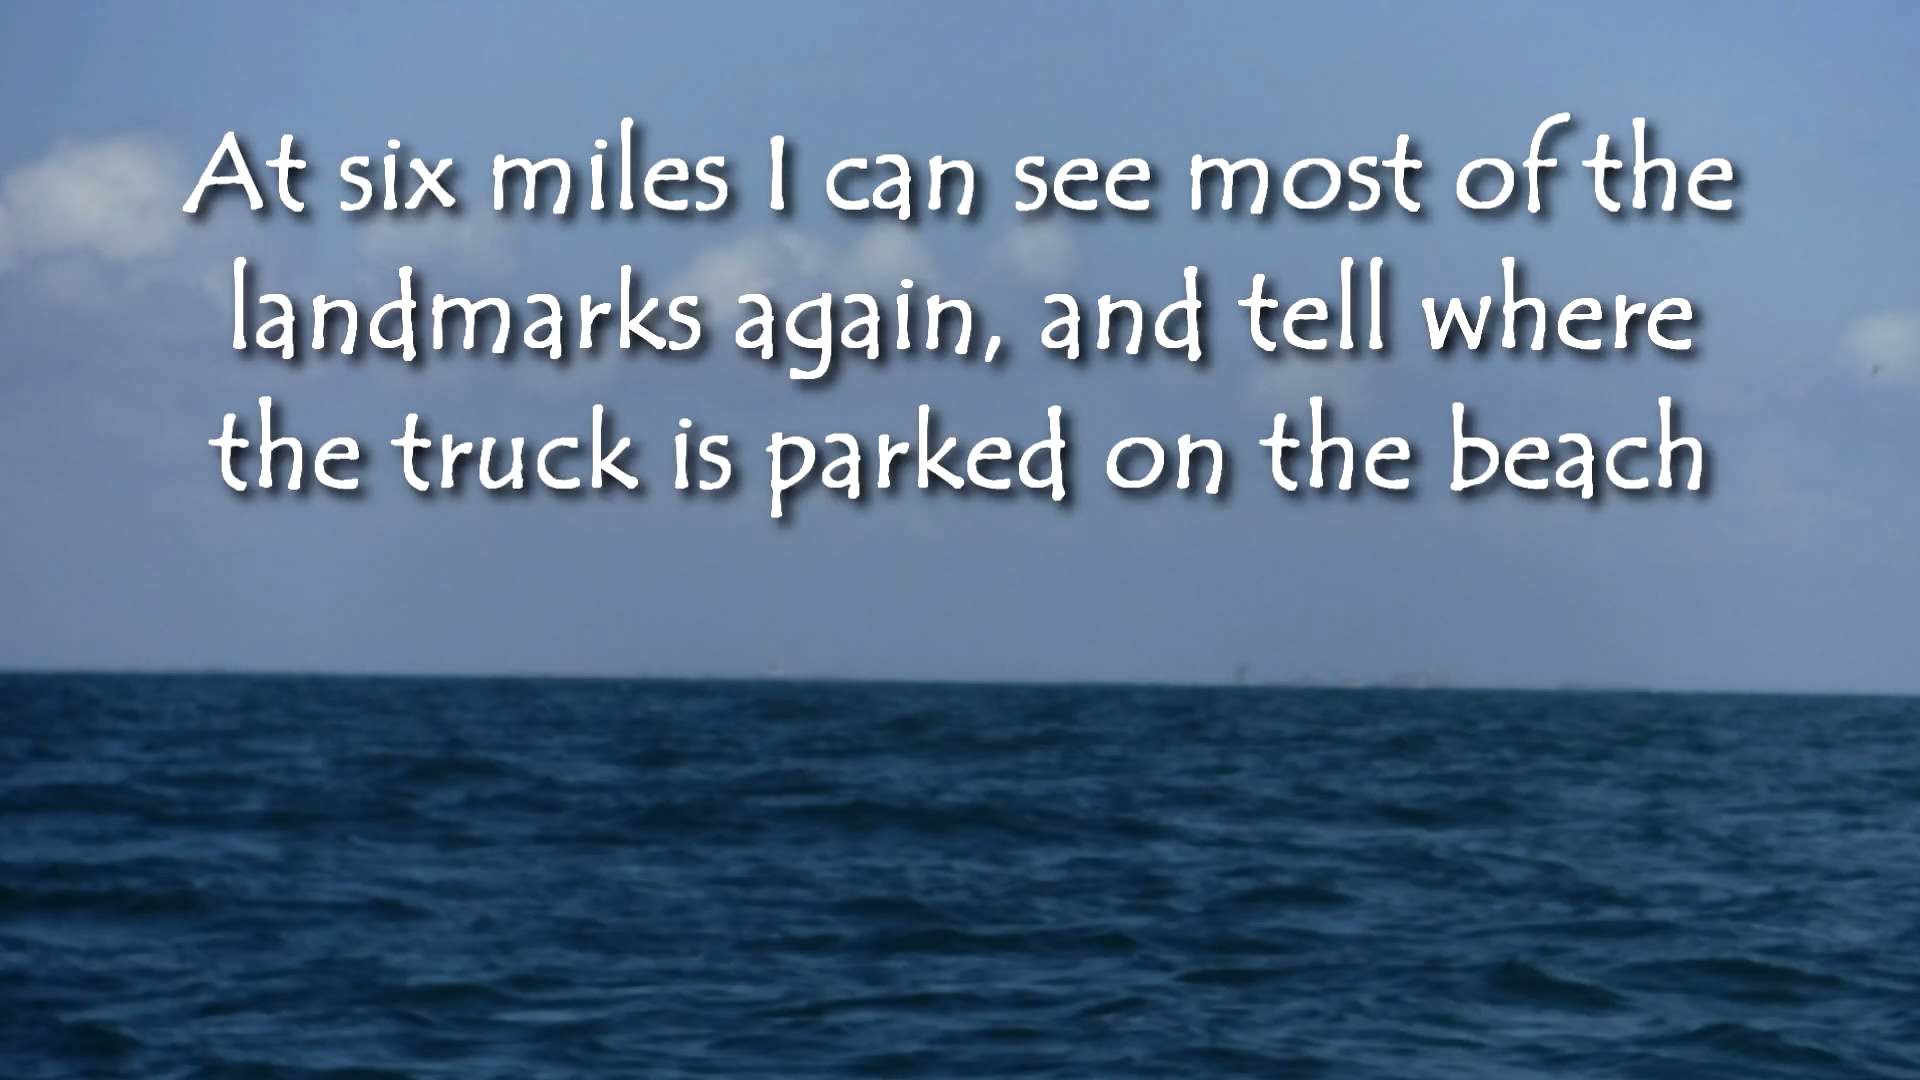 At six miles I can see most of the
landmarks again, and tell where
the truck is parked on the beach